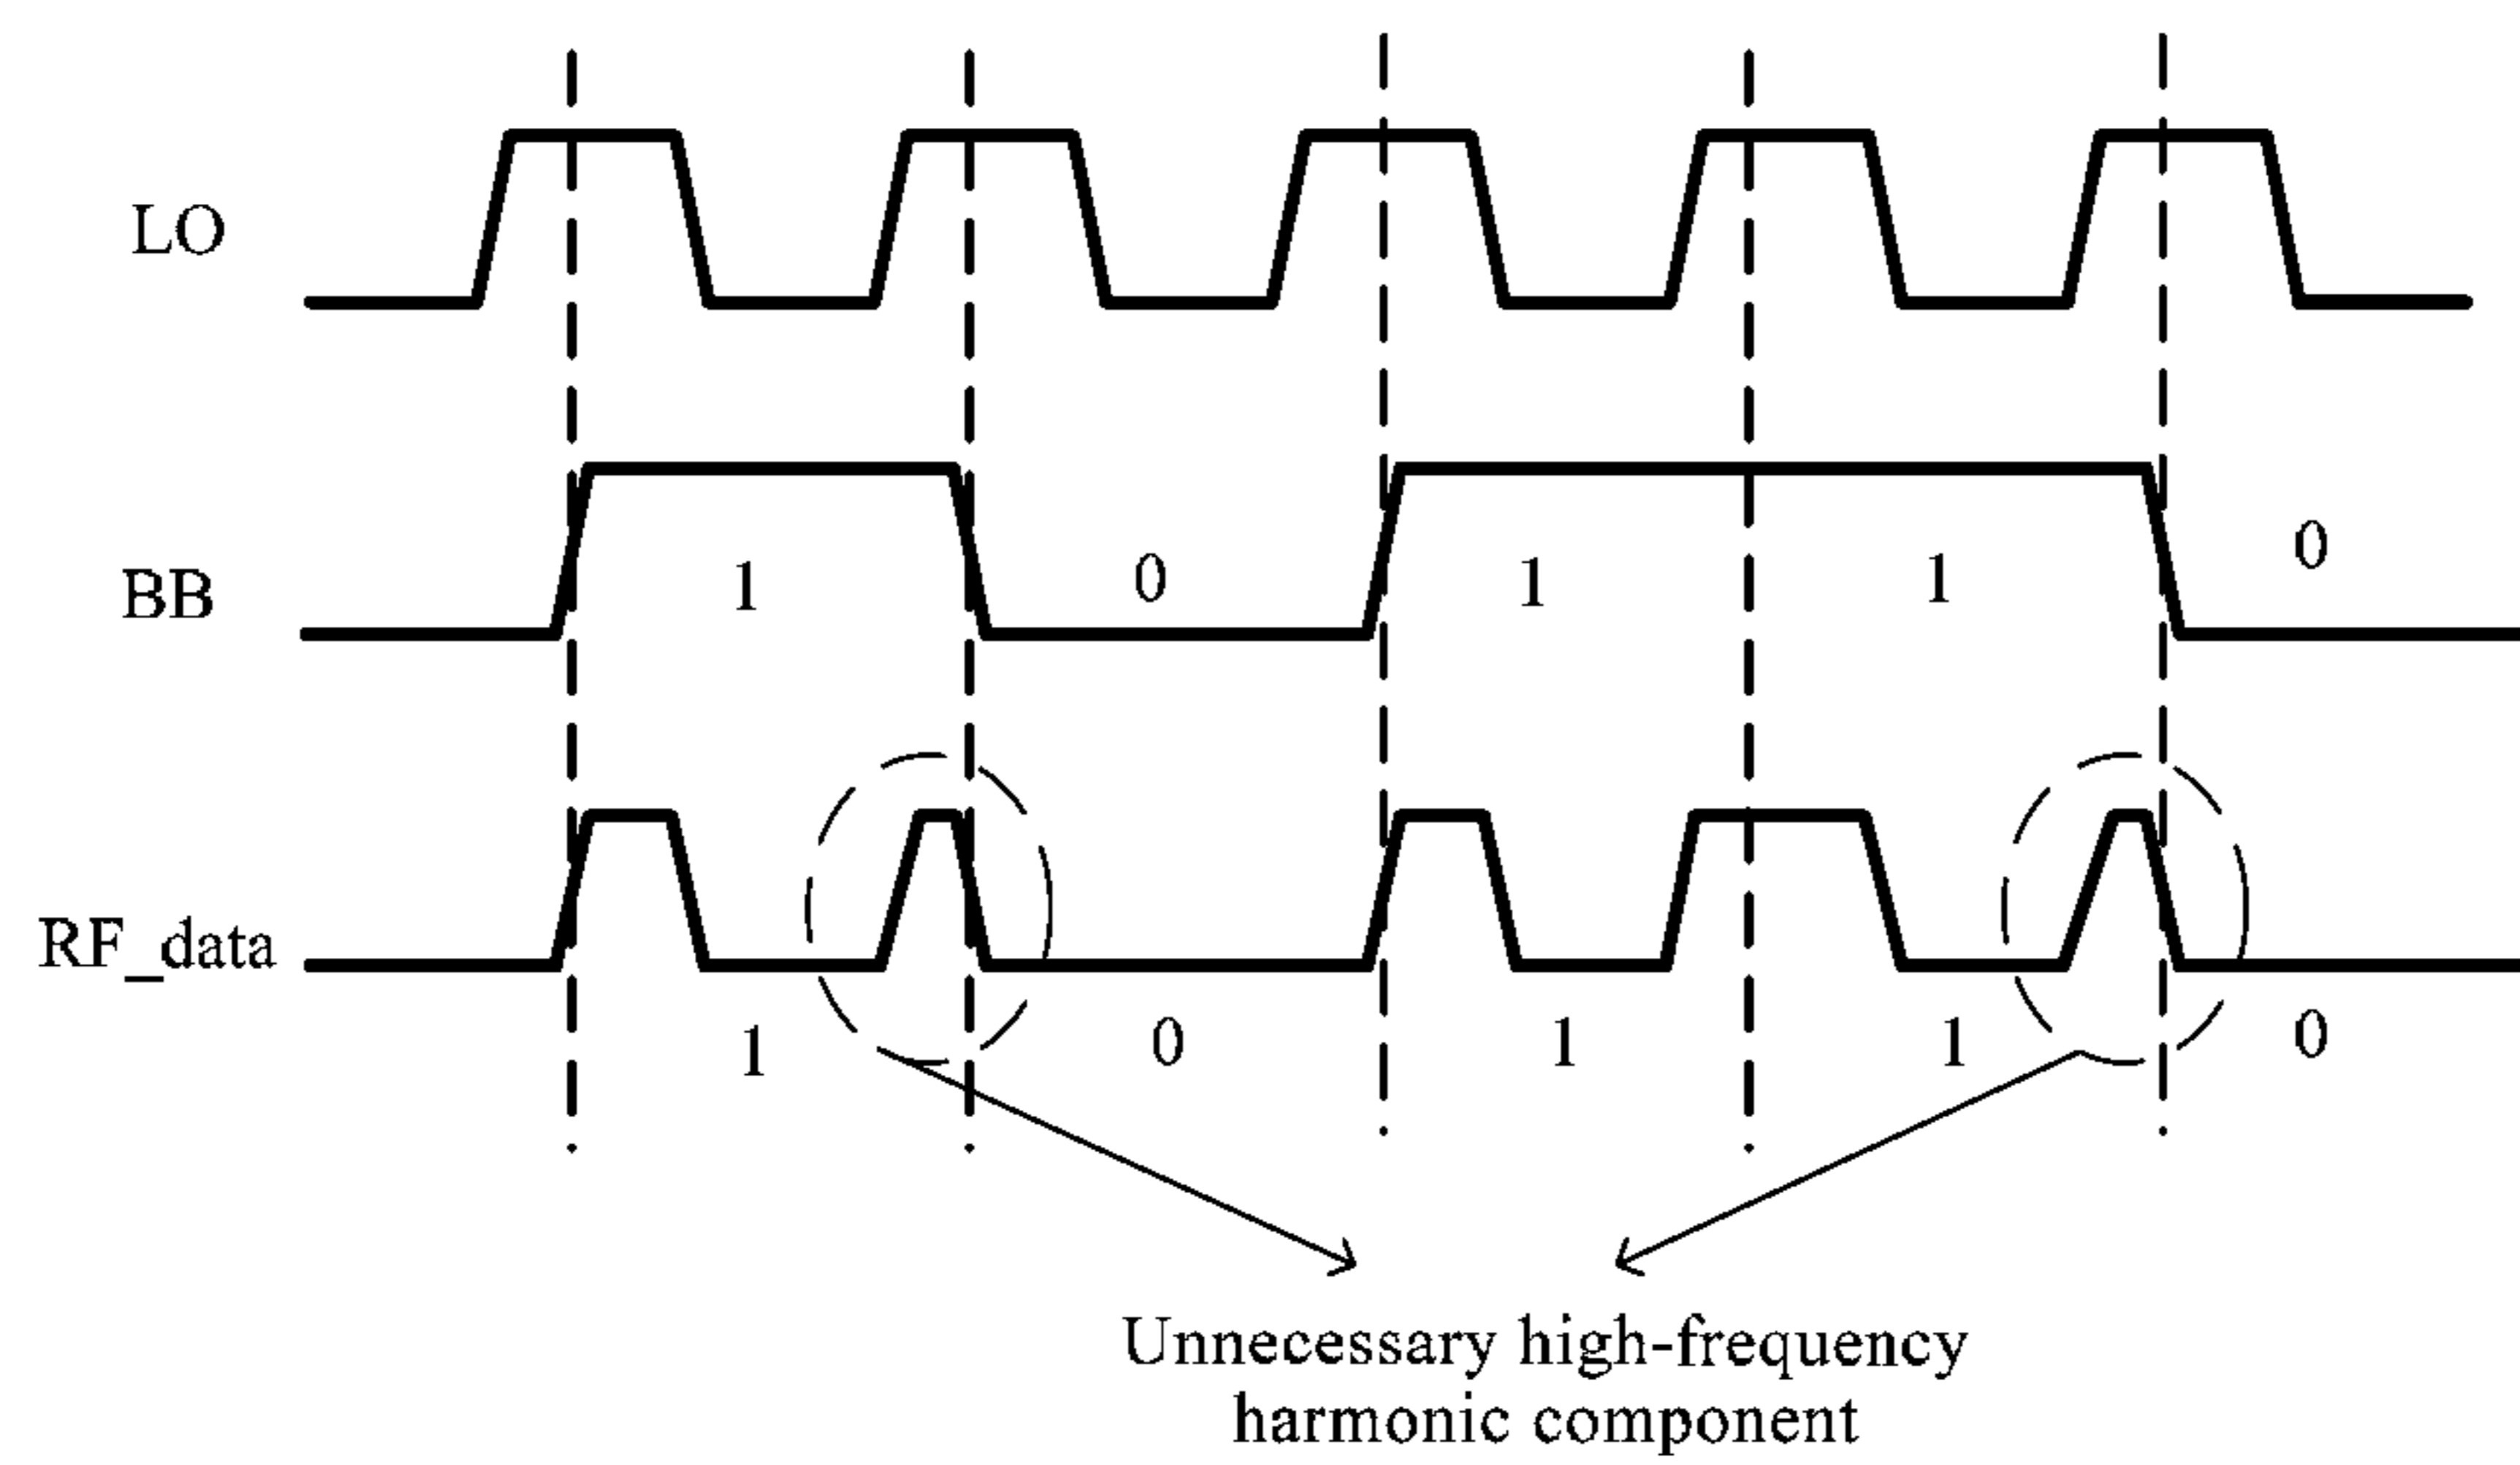 LO
BB
1
0
1
1
0
RF_data
1
0
1
1
0
Unnecessary high-frequency
harmonic component